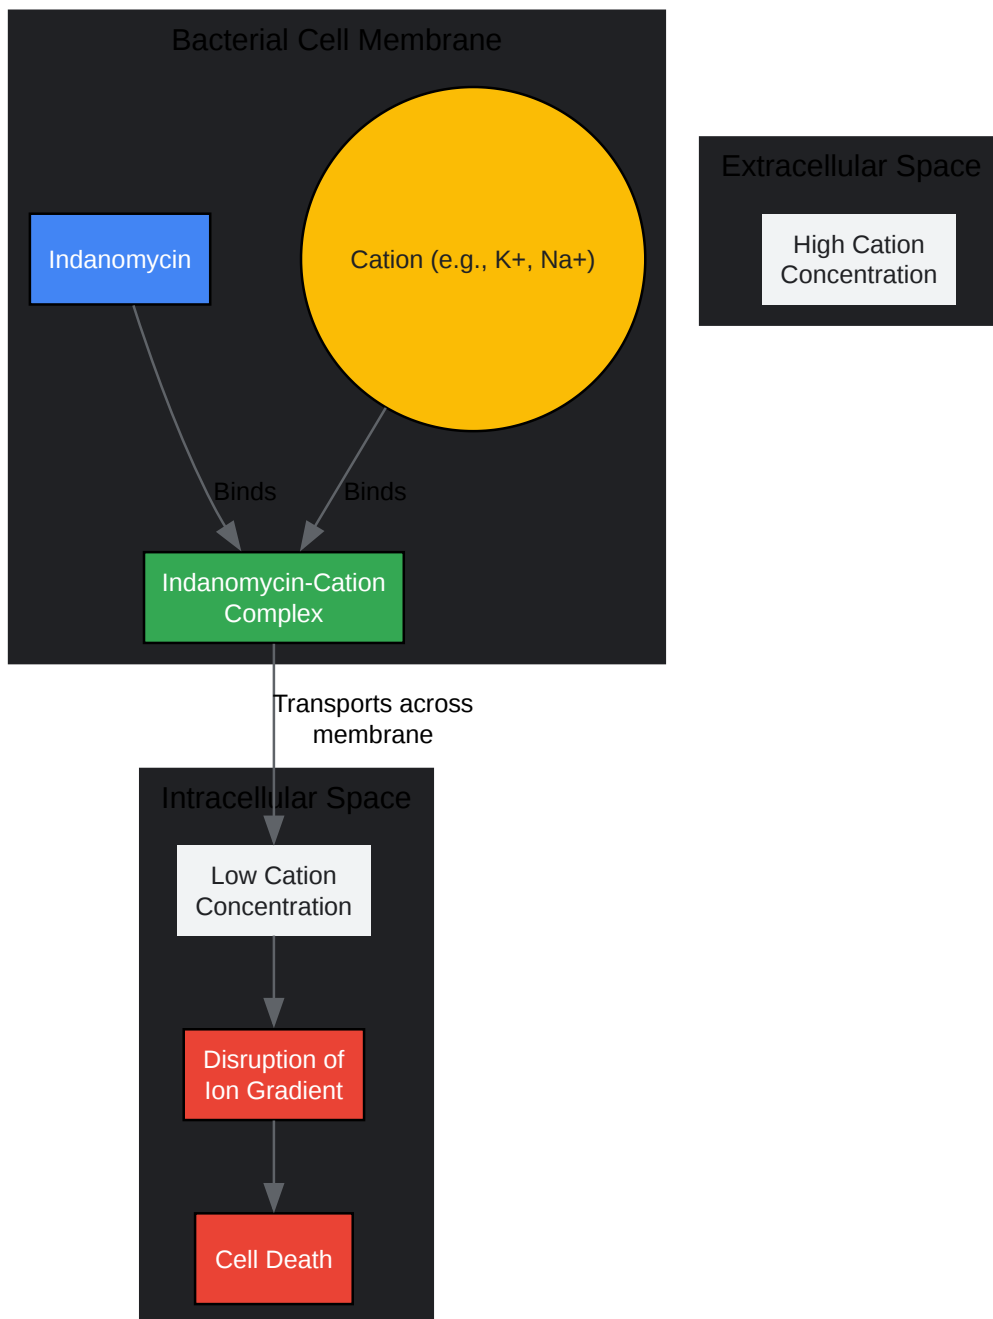 Bacterial Cell Membrane
Indanomycin
Cation (e.g., K+, Na+)
Binds
Binds
Indanomycin-Cation
Complex
Extracellular Space
High Cation
Concentration
Transports across
membrane
Intracellular Space
Low Cation
Concentration
Disruption of
Ion Gradient
Cell Death